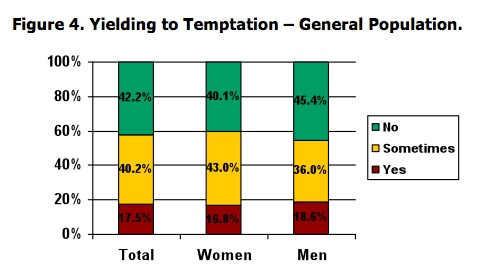 Figure 4. Yielding to Temptation – General Population.
100%
80%
60%
40%
20%
0%
42.2%
40.1%
45.4%
40.2%
43.0%
36.0%
17.5%
16.8%
18.6%
Total
Women
Men
No
Sometimes
Yes